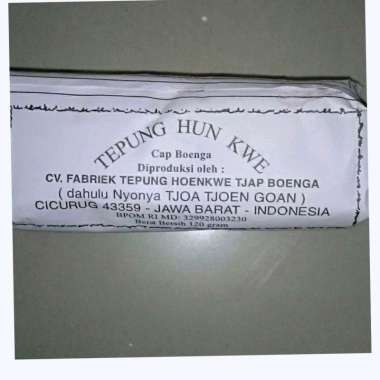 TEPUNG HUN KWE
Cap Boenga
Diproduksi oleh :
CV. FABRIEK TEPUNG HOENKWE TJAP BOENGA
( dahulu Nyonya TJOA TJOEN GOAN )
CICURUG 43359 - JAWA BARAT - INDONESIA
BPOM RI MD: 329928003230
Berat Bersih 120 gram